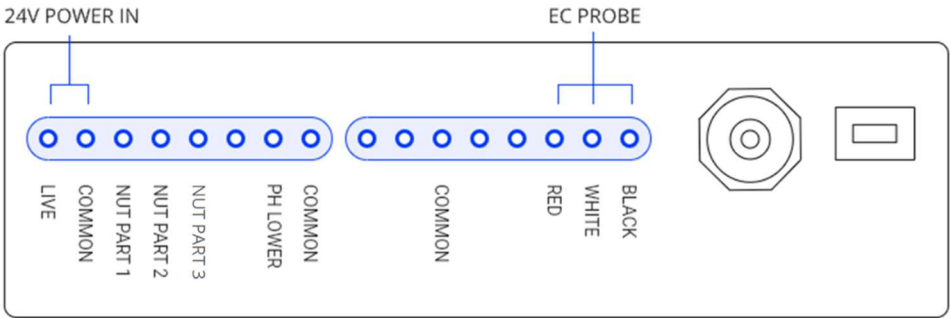 24V POWER IN
EC PROBE
LIVE
COMMON
NUT PART 1
NUT PART 2
NUT PART 3
PH LOWER
COMMON
COMMON
RED
WHITE
BLACK